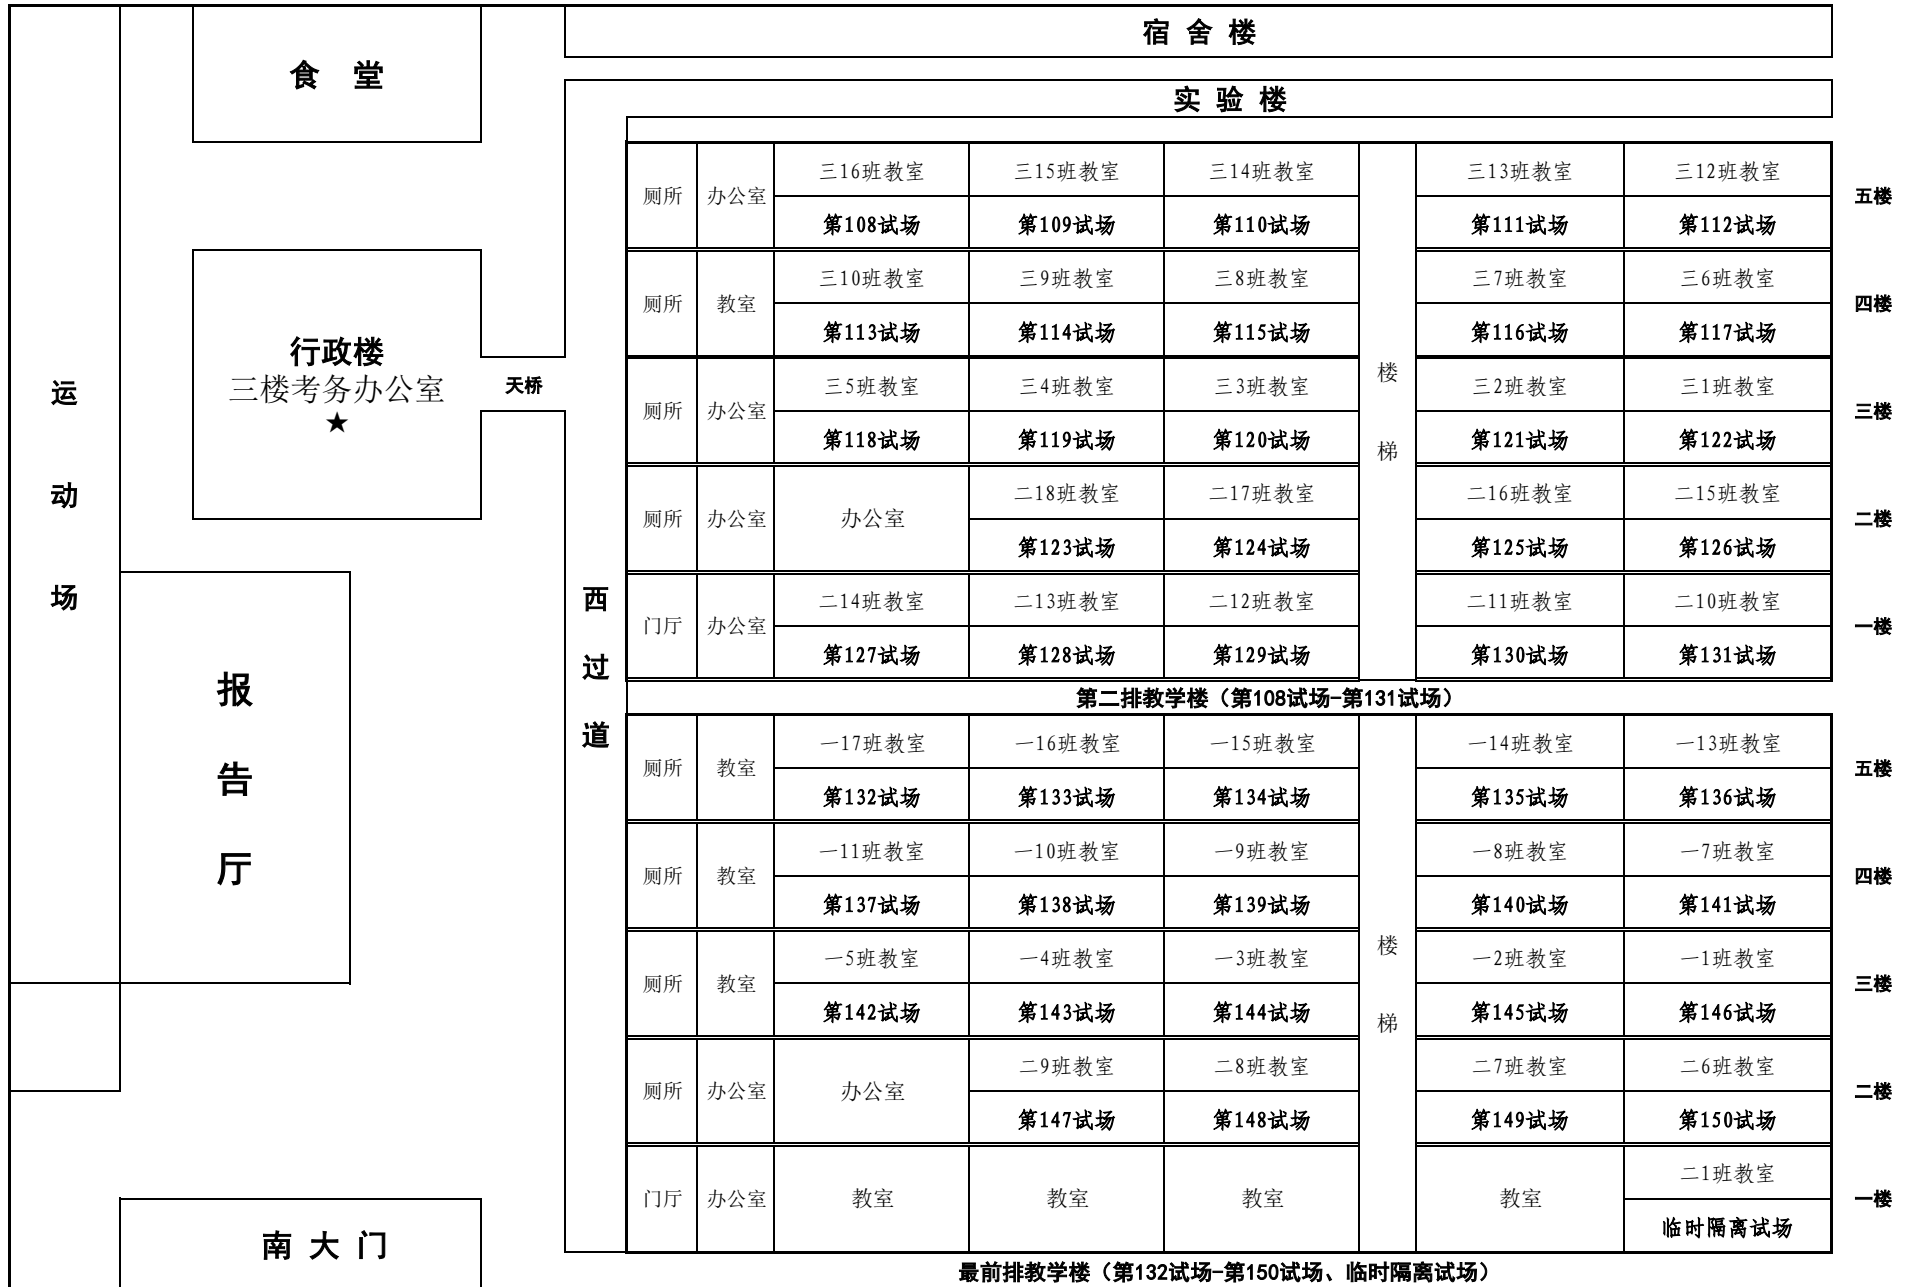 宿 舍 楼
食 堂
实 验 楼
厕所 办公室 三16班教室 三15班教室 三14班教室 三13班教室 三12班教室 五楼
第108试场 第109试场 第110试场 第111试场 第112试场
厕所 教室 三10班教室 三9班教室 三8班教室 三7班教室 三6班教室 四楼
第113试场 第114试场 第115试场 第116试场 第117试场
行政楼
三楼考务办公室
★
天桥
运动场
楼梯
厕所 办公室 三5班教室 三4班教室 三3班教室 三2班教室 三1班教室 三楼
第118试场 第119试场 第120试场 第121试场 第122试场
厕所 办公室 办公室 二18班教室 二17班教室 二16班教室 二15班教室 二楼
第123试场 第124试场 第125试场 第126试场
西过道
门厅 办公室 二14班教室 二13班教室 二12班教室 二11班教室 二10班教室 一楼
第127试场 第128试场 第129试场 第130试场 第131试场
第二排教学楼（第108试场-第131试场）
报告厅
厕所 教室 一17班教室 一16班教室 一15班教室 一14班教室 一13班教室 五楼
第132试场 第133试场 第134试场 第135试场 第136试场
厕所 教室 一11班教室 一10班教室 一9班教室 一8班教室 一7班教室 四楼
第137试场 第138试场 第139试场 第140试场 第141试场
楼梯
厕所 教室 一5班教室 一4班教室 一3班教室 一2班教室 一1班教室 三楼
第142试场 第143试场 第144试场 第145试场 第146试场
厕所 办公室 办公室 二9班教室 二8班教室 二7班教室 二6班教室 二楼
第147试场 第148试场 第149试场 第150试场
门厅 办公室 教室 教室 教室 教室 二1班教室 一楼
临时隔离试场
南 大 门
最前排教学楼（第132试场-第150试场、临时隔离试场）